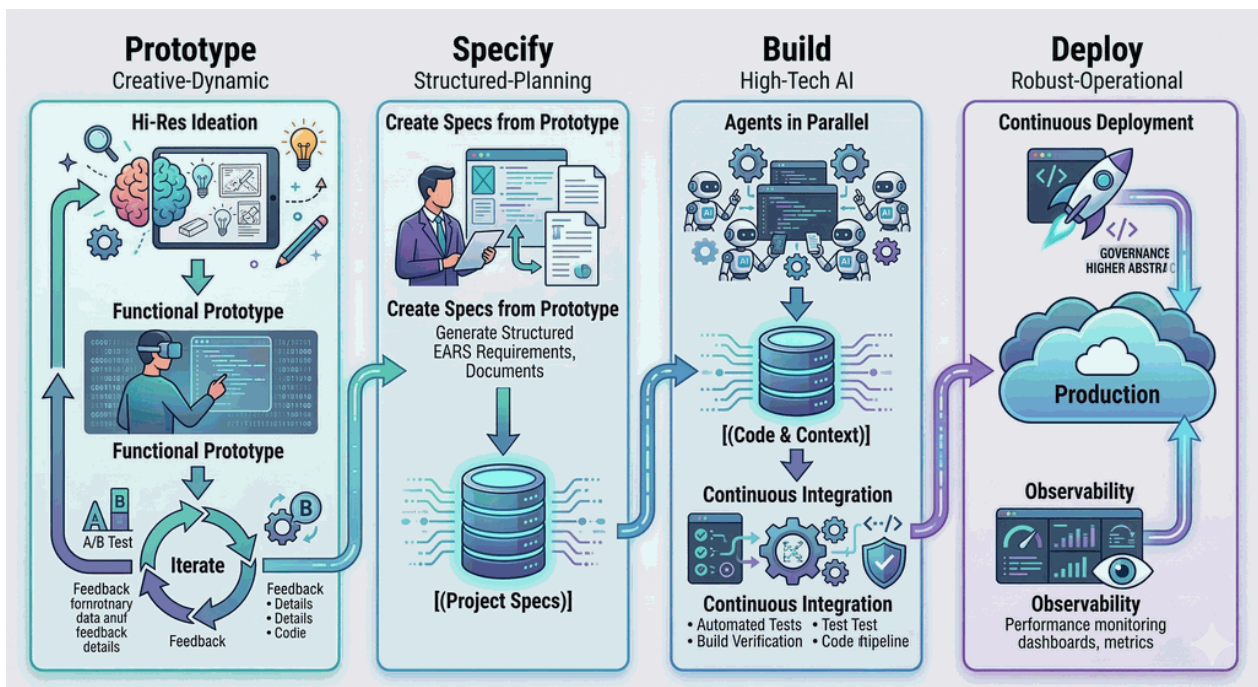 Prototype
Creative-Dynamic
Hi-Res Ideation
Functional Prototype
Functional Prototype
A/B Test
A
B
B
Iterate
Feedback
fornrotnary
data anuf
feedback
details
Feedback
Feedback
• Details
• Details
• Codie
Specify
Structured-Planning
Create Specs from Prototype
Create Specs from Prototype
Generate Structured
EARS Requirements,
Documents
[(Project Specs)]
Build
High-Tech AI
Agents in Parallel
AI
AI
AI
AI
[(Code & Context)]
Continuous Integration
Continuous Integration
• Automated Tests • Test Test
• Build Verification • Code
Deploy
Robust-Operational
Continuous Deployment
</>
</>
GOVERNANCE
HIGHER ABSTRAC
Production
Observability
Observability
Performance monitoring
dashboards, metrics